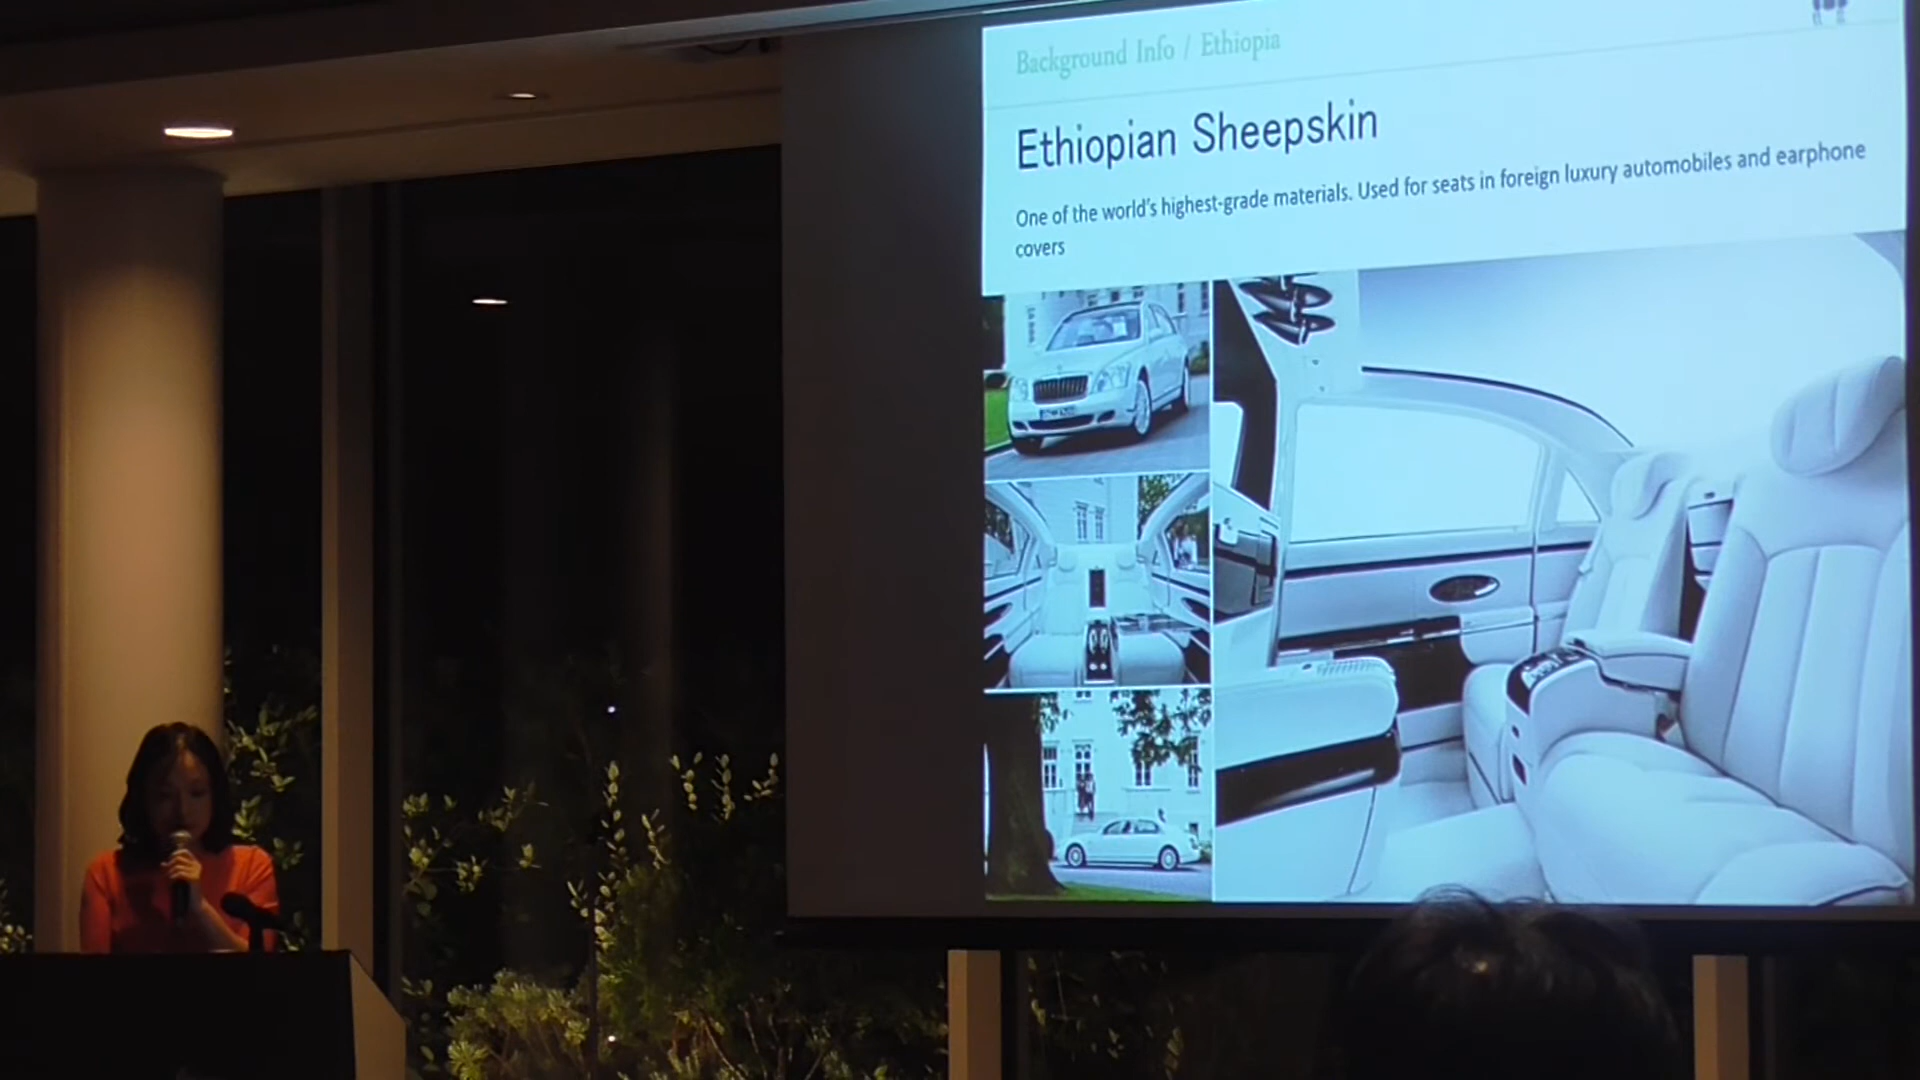 Background Info / Ethiopia
Ethiopian Sheepskin
One of the world's highest-grade materials. Used for seats in foreign luxury automobiles and earphone
covers